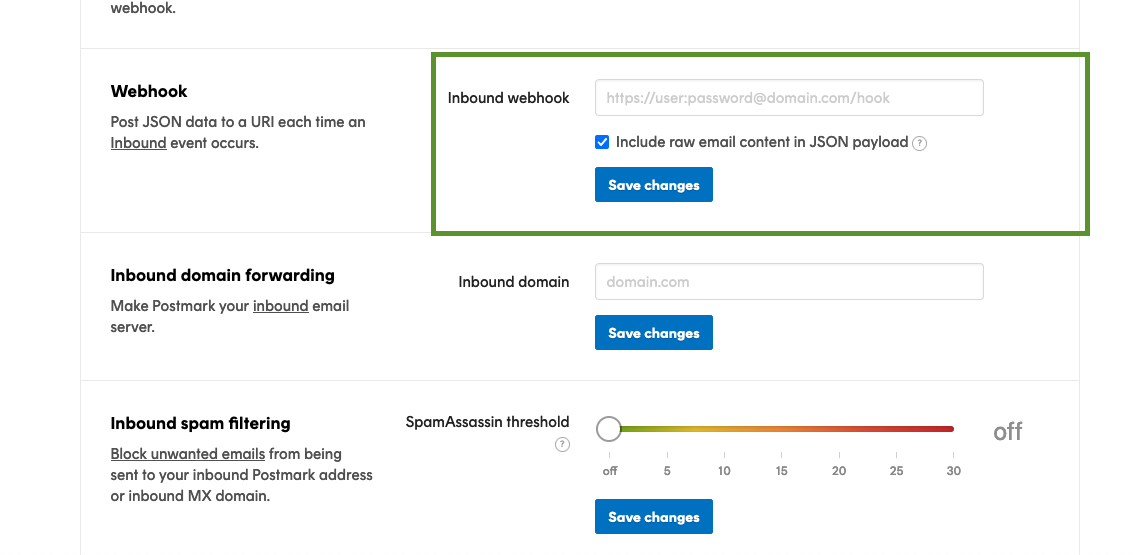 webhook.
Webhook
Post JSON data to a URI each time an
Inbound event occurs.
Inbound webhook
https://user:password@domain.com/hook
Include raw email content in JSON payload ?
Save changes
Inbound domain forwarding
Make Postmark your inbound email
server.
Inbound domain
domain.com
Save changes
Inbound spam filtering
Block unwanted emails from being
sent to your inbound Postmark address
or inbound MX domain.
SpamAssassin threshold
?
off
off 5 10 15 20 25 30
Save changes